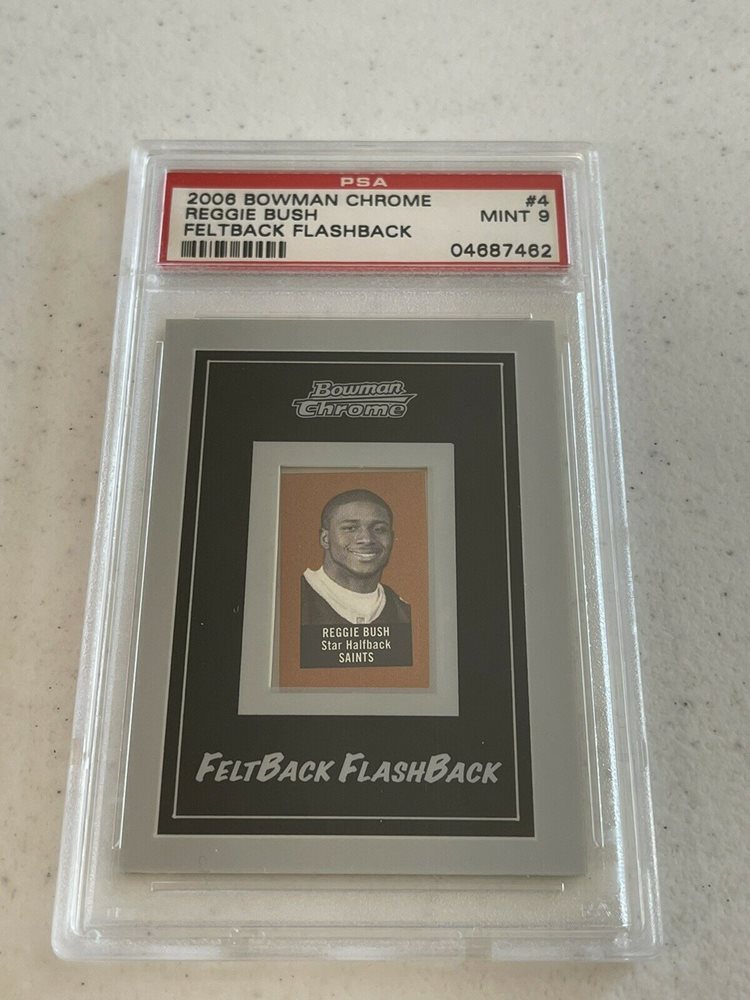 PSA
2006 BOWMAN CHROME #4
REGGIE BUSH MINT 9
FELTBACK FLASHBACK
04687462
Bowman
Chrome
REGGIE BUSH
Star Halfback
SAINTS
FELTBACK FLASHBACK